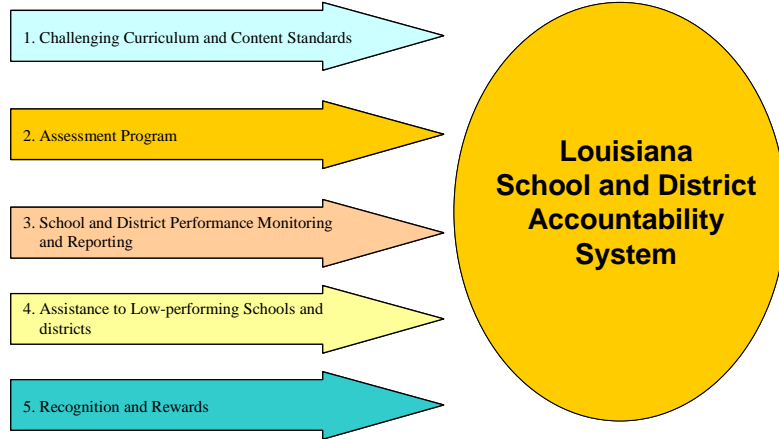 1. Challenging Curriculum and Content Standards
2. Assessment Program
3. School and District Performance Monitoring
and Reporting
4. Assistance to Low-performing Schools and
districts
5. Recognition and Rewards
Louisiana
School and District
Accountability
System